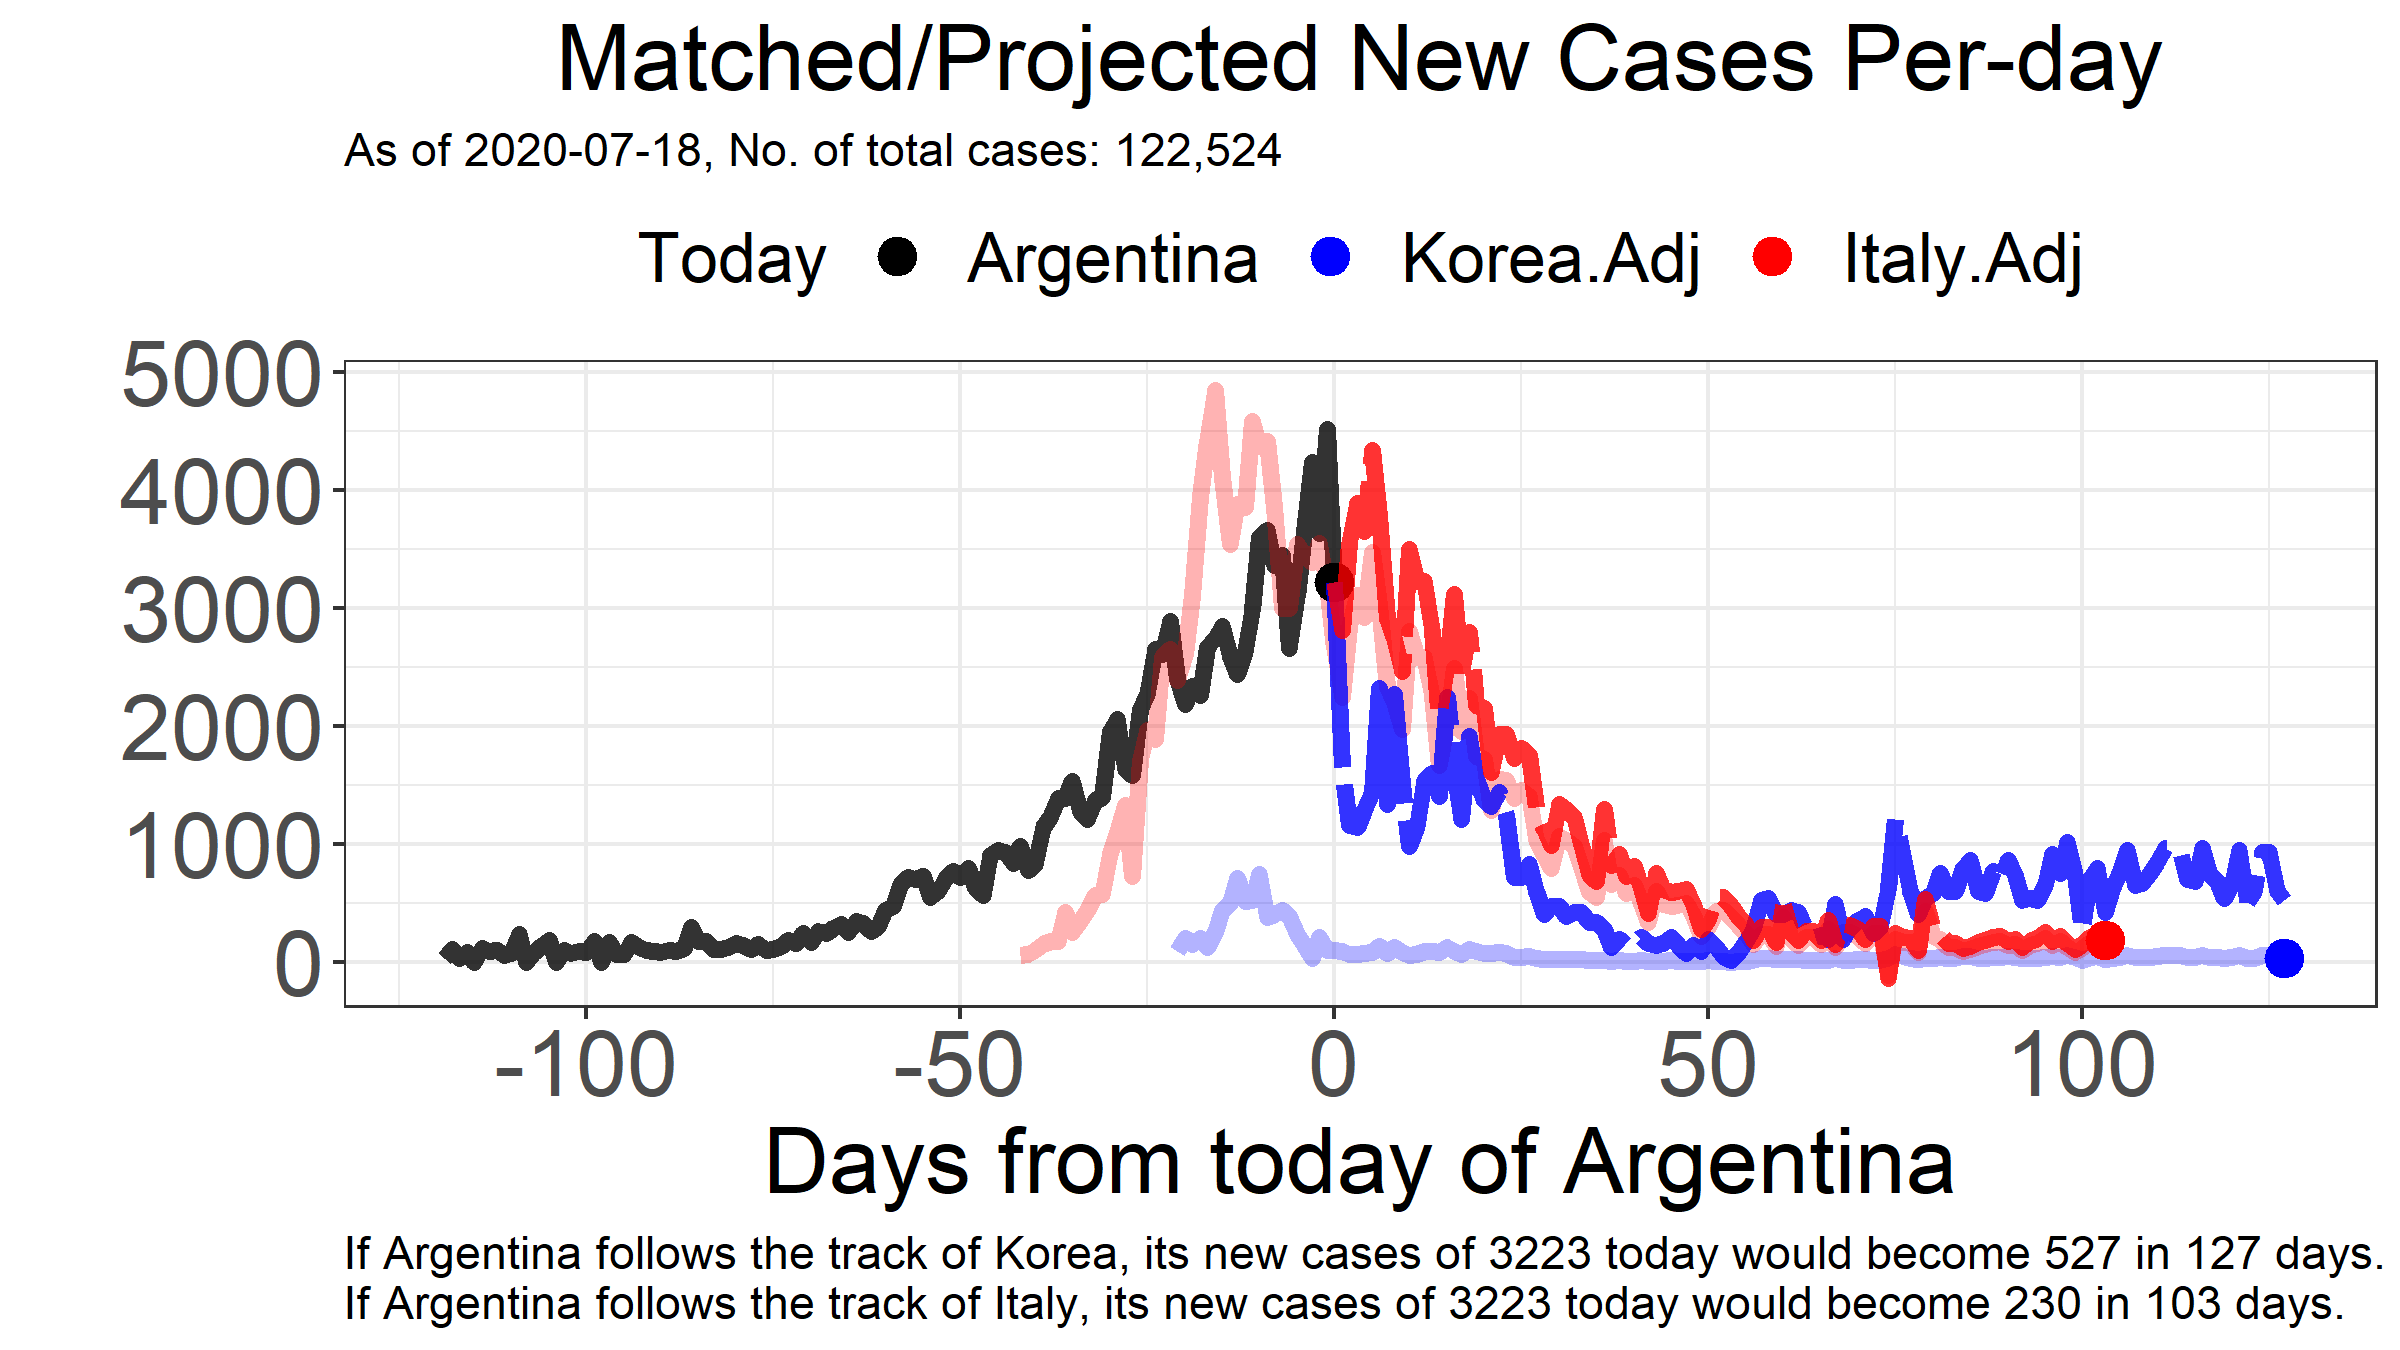 Matched/Projected New Cases Per-day
As of 2020-07-18, No. of total cases: 122,524
Today Argentina Korea.Adj Italy.Adj
5000
4000
3000
2000
1000
0
-100 -50 0 50 100
Days from today of Argentina
If Argentina follows the track of Korea, its new cases of 3223 today would become 527 in 127 days.
If Argentina follows the track of Italy, its new cases of 3223 today would become 230 in 103 days.